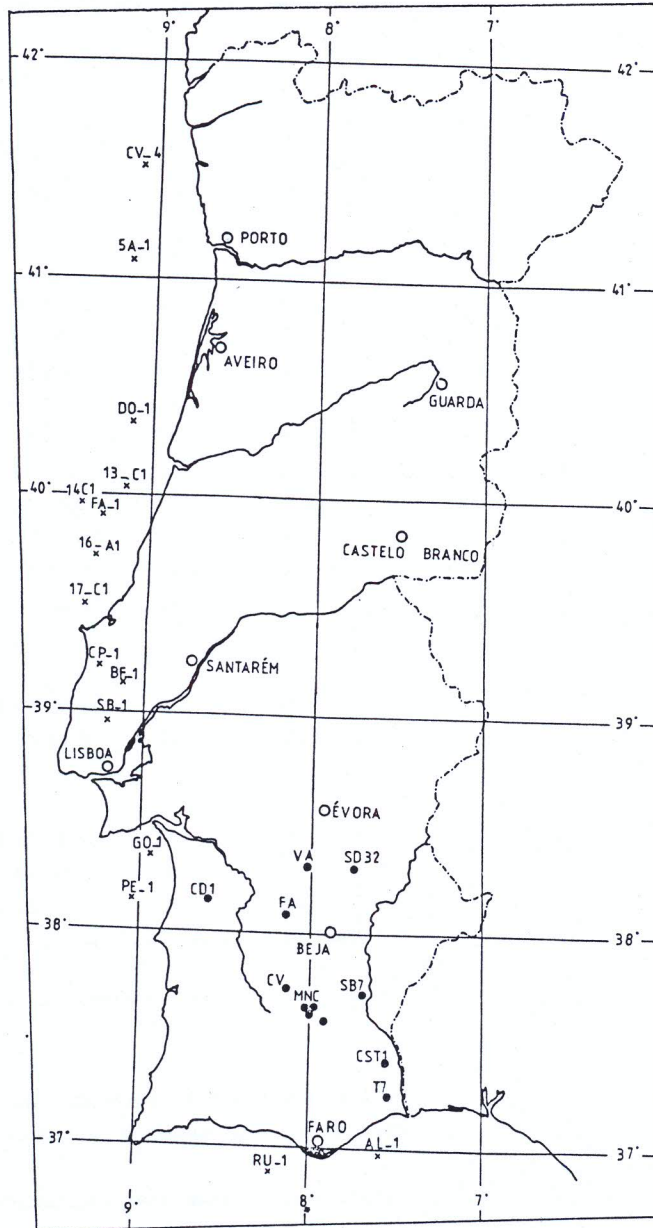 9° 8° 7°
42° 42°
CV_4
PORTO
5A_1
41° 41°
AVEIRO
GUARDA
DO_1
13_C1
40° 14C1 40°
FA_1
CASTELO BRANCO
16_A1
17_C1
CP_1 SANTARÉM
BF_1
39° SB_1 39°
LISBOA
ÉVORA
GO_1 VA SD32
PE_1 CD1 FA
38° 38°
BEJA
CV MNC SB7
CST1
T7
37° FARO 37°
RU_1 AL_1
9° 8° 7°